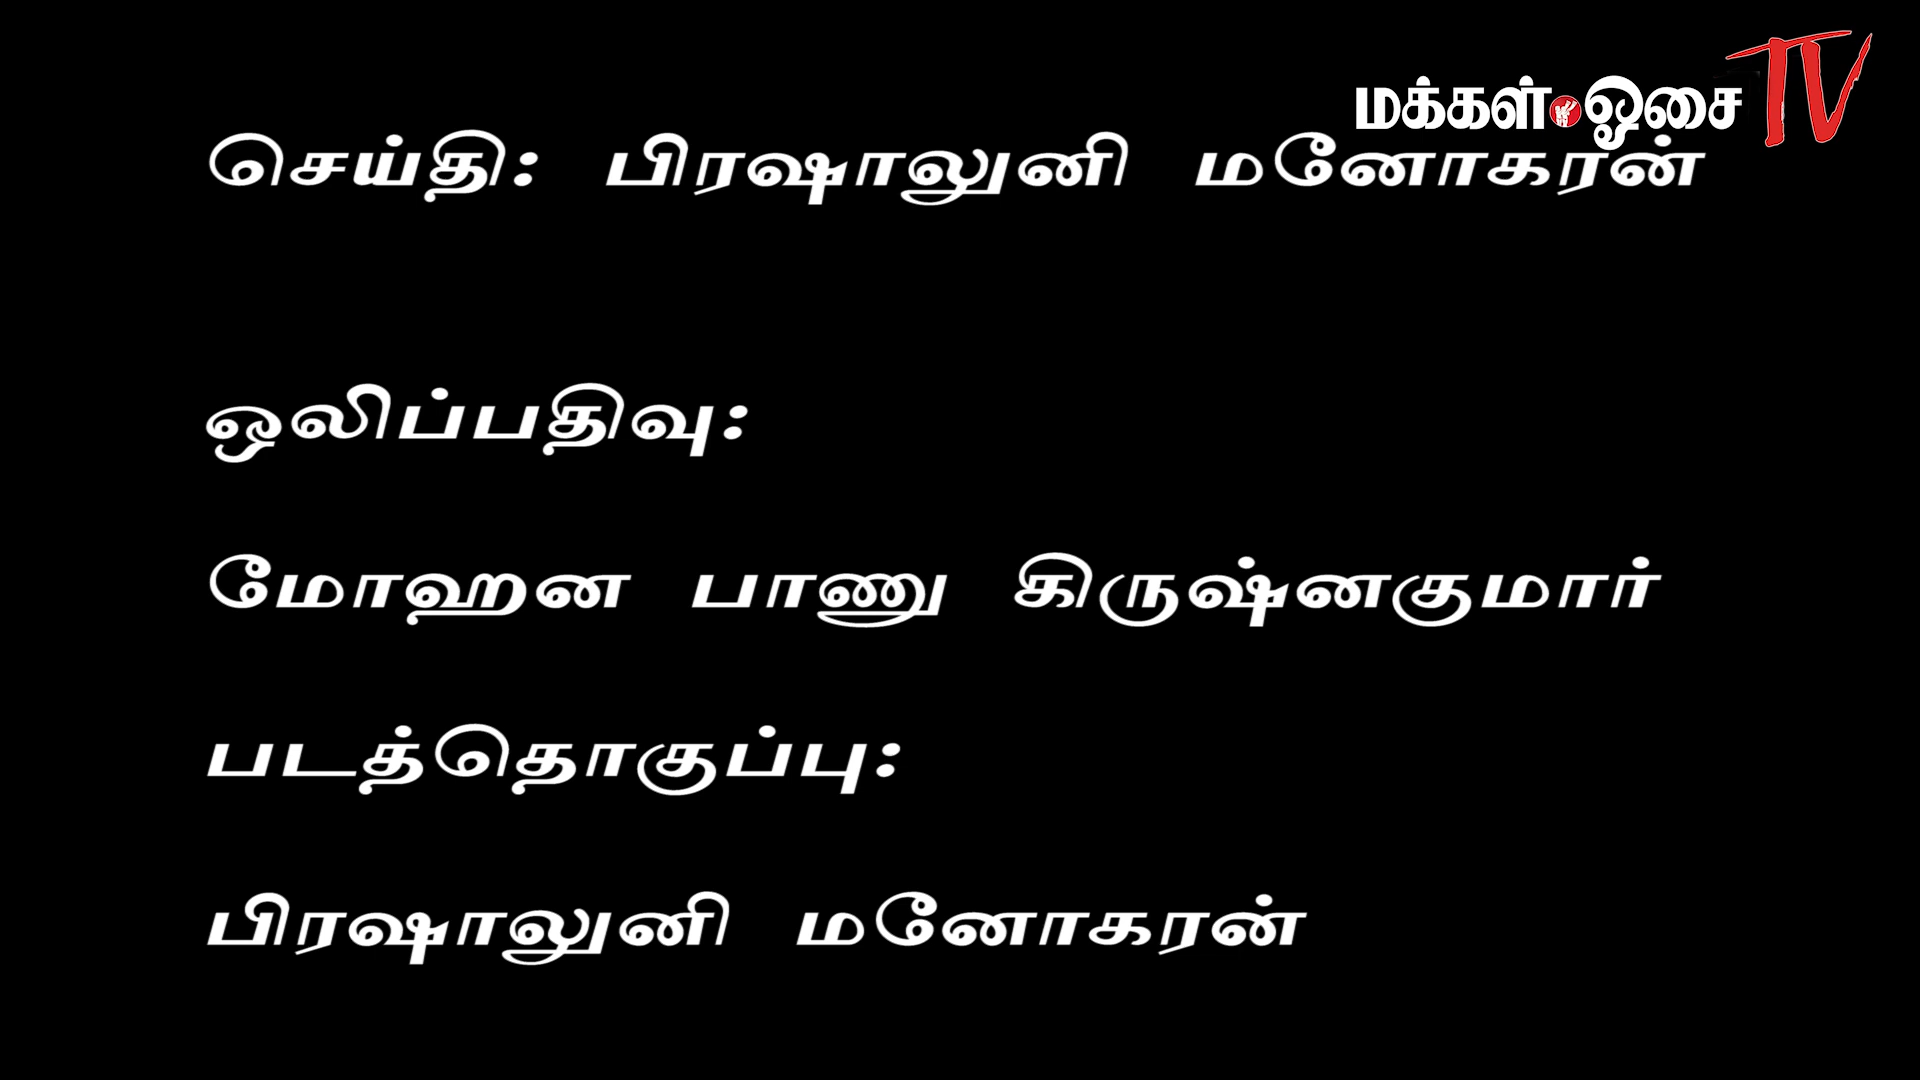 மக்கள் ஓசை TV
செய்தி: பிரஷாலுனி மனோகரன்
ஒலிப்பதிவு:
மோஹன பாணு கிருஷ்னகுமார்
படத்தொகுப்பு:
பிரஷாலுனி மனோகரன்